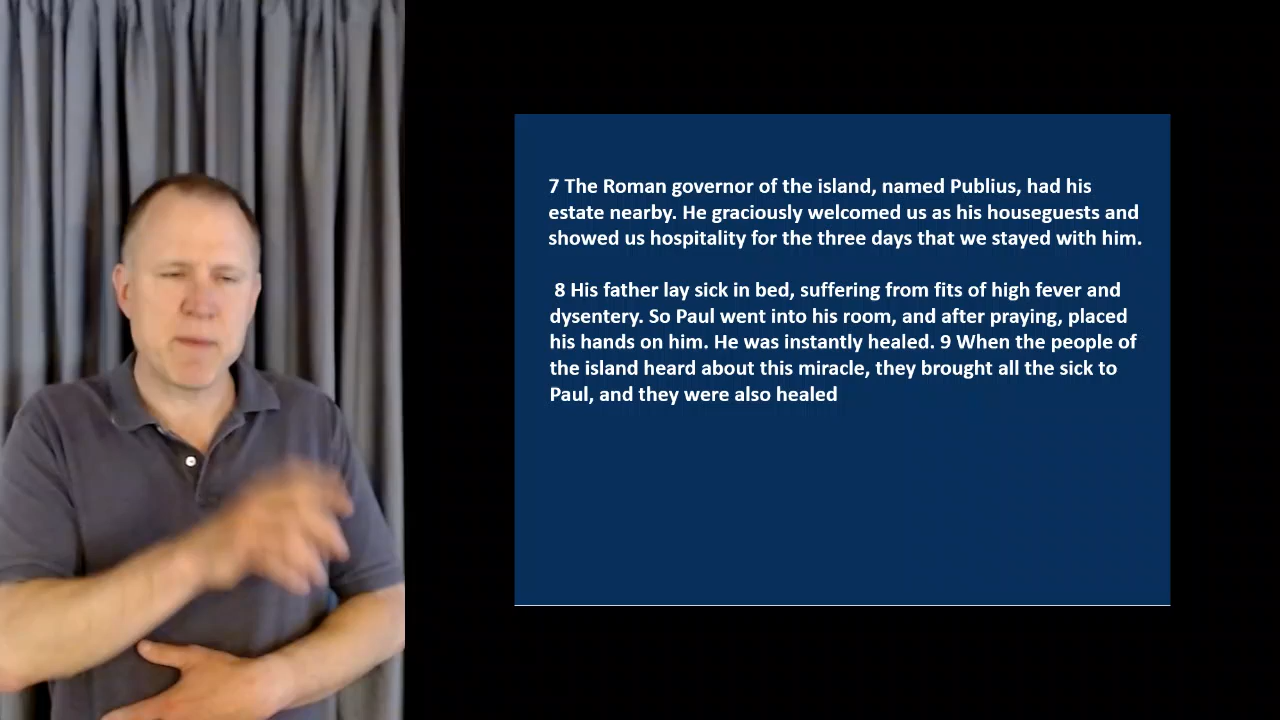 7 The Roman governor of the island, named Publius, had his
estate nearby. He graciously welcomed us as his houseguests and
showed us hospitality for the three days that we stayed with him.
8 His father lay sick in bed, suffering from fits of high fever and
dysentery. So Paul went into his room, and after praying, placed
his hands on him. He was instantly healed. 9 When the people of
the island heard about this miracle, they brought all the sick to
Paul, and they were also healed